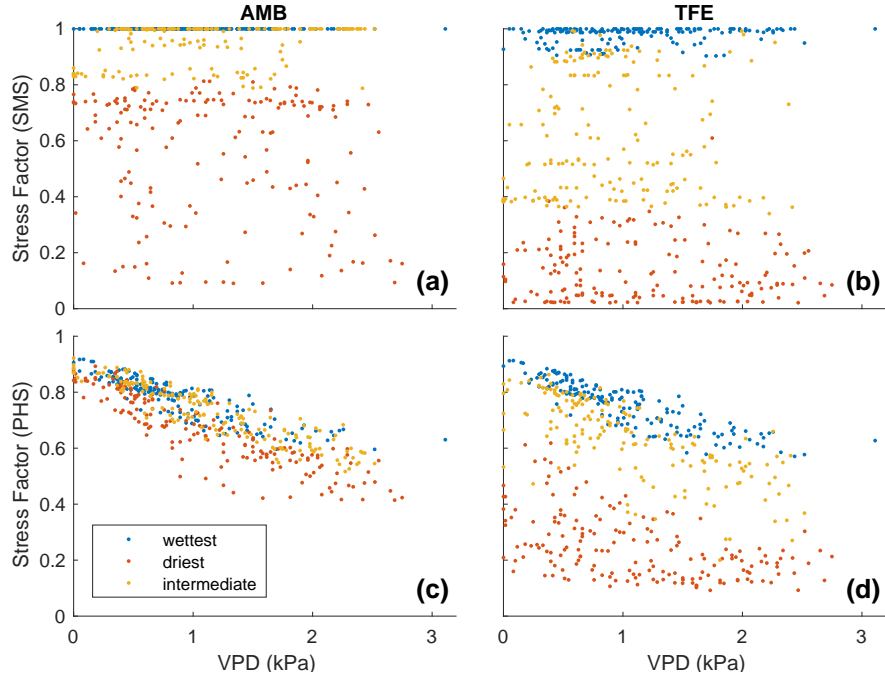 AMB
TFE
1
0.8
0.6
0.4
0.2
0
Stress Factor (SMS)
(a)
(b)
1
0.8
0.6
0.4
0.2
0
Stress Factor (PHS)
wettest
driest
intermediate
(c)
(d)
0 1 2 3
0 1 2 3
VPD (kPa)
VPD (kPa)